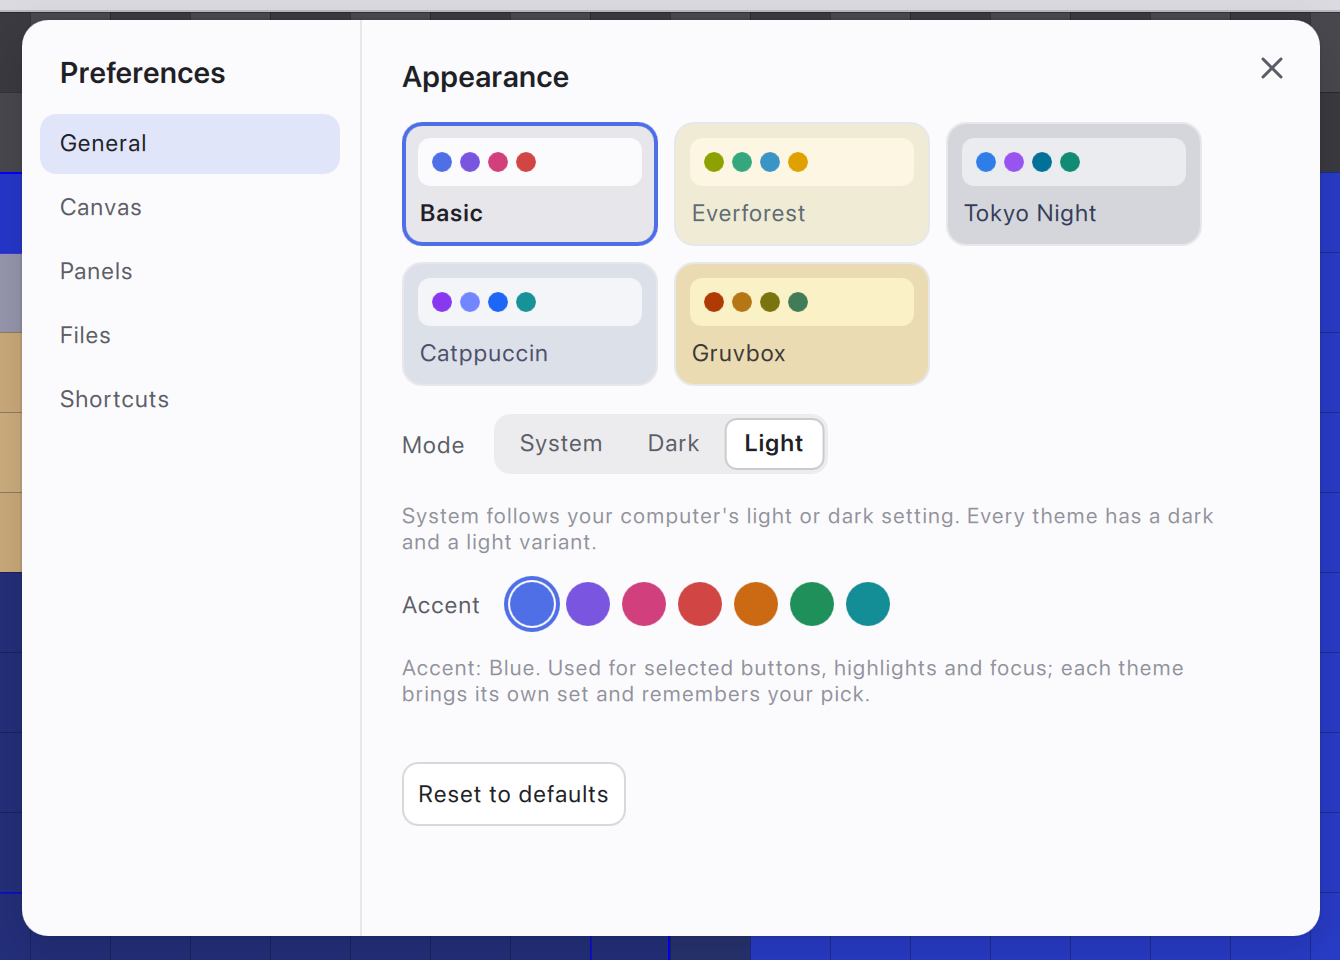 Preferences
General
Canvas
Panels
Files
Shortcuts
Appearance
Basic
Everforest
Tokyo Night
Catppuccin
Gruvbox
Mode
System
Dark
Light
System follows your computer's light or dark setting. Every theme has a dark
and a light variant.
Accent
Accent: Blue. Used for selected buttons, highlights and focus; each theme
brings its own set and remembers your pick.
Reset to defaults